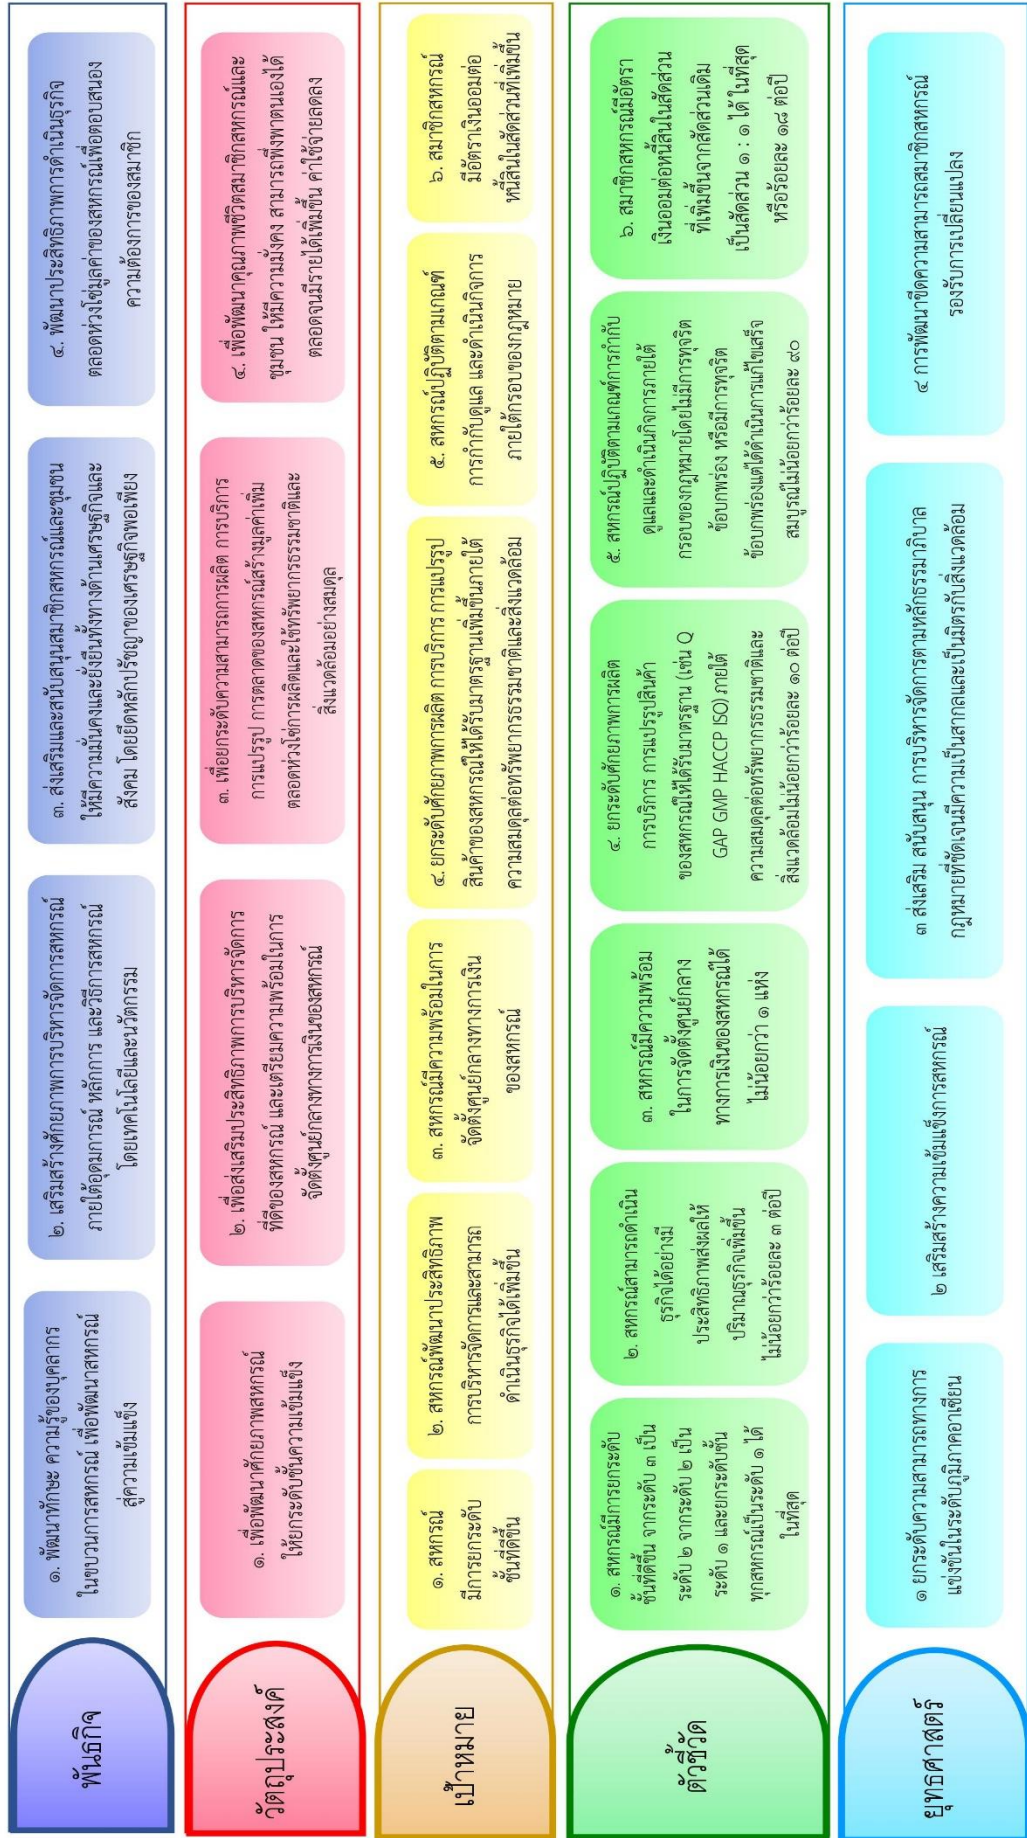 พันธกิจ
๑. พัฒนาทักษะ ความรู้ของบุคลากร
ในขบวนการสหกรณ์ เพื่อพัฒนาสหกรณ์
สู่ความเข้มแข็ง
๒. เสริมสร้างศักยภาพการบริหารจัดการสหกรณ์
ภายใต้อุดมการณ์ หลักการ และวิธีการสหกรณ์
โดยเทคโนโลยีและนวัตกรรม
๓. ส่งเสริมและสนับสนุนสมาชิกสหกรณ์และชุมชน
ให้มีความมั่นคงและยั่งยืนทั้งทางด้านเศรษฐกิจและ
สังคม โดยยึดหลักปรัชญาของเศรษฐกิจพอเพียง
๔. พัฒนาประสิทธิภาพการดำเนินธุรกิจ
ตลอดห่วงโซ่มูลค่าของสหกรณ์เพื่อตอบสนอง
ความต้องการของสมาชิก
วัตถุประสงค์
๑. เพื่อพัฒนาศักยภาพสหกรณ์
ให้ยกระดับชั้นความเข้มแข็ง
๒. เพื่อส่งเสริมประสิทธิภาพการบริหารจัดการ
ที่ดีของสหกรณ์ และเตรียมความพร้อมในการ
จัดตั้งศูนย์กลางทางการเงินของสหกรณ์
๓. เพื่อยกระดับความสามารถการผลิต การบริการ
การแปรรูป การตลาดของสหกรณ์สร้างมูลค่าเพิ่ม
ตลอดห่วงโซ่การผลิตและใช้ทรัพยากรธรรมชาติและ
สิ่งแวดล้อมอย่างสมดุล
๔. เพื่อพัฒนาคุณภาพชีวิตสมาชิกสหกรณ์และ
ชุมชน ให้มีความมั่งคง สามารถพึ่งพาตนเองได้
ตลอดจนมีรายได้เพิ่มขึ้น ค่าใช้จ่ายลดลง
เป้าหมาย
๑. สหกรณ์
มีการยกระดับ
ชั้นที่ดีขึ้น
๒. สหกรณ์พัฒนาประสิทธิภาพ
การบริหารจัดการและสามารถ
ดำเนินธุรกิจได้เพิ่มขึ้น
๓. สหกรณ์มีความพร้อมในการ
จัดตั้งศูนย์กลางทางการเงิน
ของสหกรณ์
๔. ยกระดับศักยภาพการผลิต การบริการ การแปรรูป
สินค้าของสหกรณ์ให้ได้รับมาตรฐานเพิ่มขึ้นภายใต้
ความสมดุลต่อทรัพยากรธรรมชาติและสิ่งแวดล้อม
๕. สหกรณ์ปฏิบัติตามเกณฑ์
การกำกับดูแล และดำเนินกิจการ
ภายใต้กรอบของกฎหมาย
๖. สมาชิกสหกรณ์
มีอัตราเงินออมต่อ
หนี้สินในสัดส่วนที่เพิ่มขึ้น
ตัวชี้วัด
๑. สหกรณ์มีการยกระดับ
ชั้นที่ดีขึ้น จากระดับ ๓ เป็น
ระดับ ๒ จากระดับ ๒ เป็น
ระดับ ๑ และยกระดับชั้น
ทุกสหกรณ์เป็นระดับ ๑ ได้
ในที่สุด
๒. สหกรณ์สามารถดำเนิน
ธุรกิจได้อย่างมี
ประสิทธิภาพส่งผลให้
ปริมาณธุรกิจเพิ่มขึ้น
ไม่น้อยกว่าร้อยละ ๓ ต่อปี
๓. สหกรณ์มีความพร้อม
ในการจัดตั้งศูนย์กลาง
ทางการเงินของสหกรณ์ได้
ไม่น้อยกว่า ๑ แห่ง
๔. ยกระดับศักยภาพการผลิต
การบริการ การแปรรูปสินค้า
ของสหกรณ์ให้ได้รับมาตรฐาน (เช่น Q
GAP GMP HACCP ISO) ภายใต้
ความสมดุลต่อทรัพยากรธรรมชาติและ
สิ่งแวดล้อมไม่น้อยกว่าร้อยละ ๑๐ ต่อปี
๕. สหกรณ์ปฏิบัติตามเกณฑ์การกำกับ
ดูแลและดำเนินกิจการภายใต้
กรอบของกฎหมายโดยไม่มีการทุจริต
ข้อบกพร่อง หรือมีการทุจริต
ข้อบกพร่องแต่ได้ดำเนินการแก้ไขเสร็จ
สมบูรณ์ไม่น้อยกว่าร้อยละ ๙๐
๖. สมาชิกสหกรณ์มีอัตรา
เงินออมต่อหนี้สินในสัดส่วน
ที่เพิ่มขึ้นจากสัดส่วนเดิม
เป็นสัดส่วน ๑ : ๑ ได้ ในที่สุด
หรือร้อยละ ๑๘ ต่อปี
ยุทธศาสตร์
๑ ยกระดับความสามารถทางการ
แข่งขันในระดับภูมิภาคอาเซียน
๒ เสริมสร้างความเข้มแข็งการสหกรณ์
๓ ส่งเสริม สนับสนุน การบริหารจัดการตามหลักธรรมาภิบาล
กฎหมายที่ชัดเจนมีความเป็นสากลและเป็นมิตรกับสิ่งแวดล้อม
๔ การพัฒนาขีดความสามารถสมาชิกสหกรณ์
รองรับการเปลี่ยนแปลง